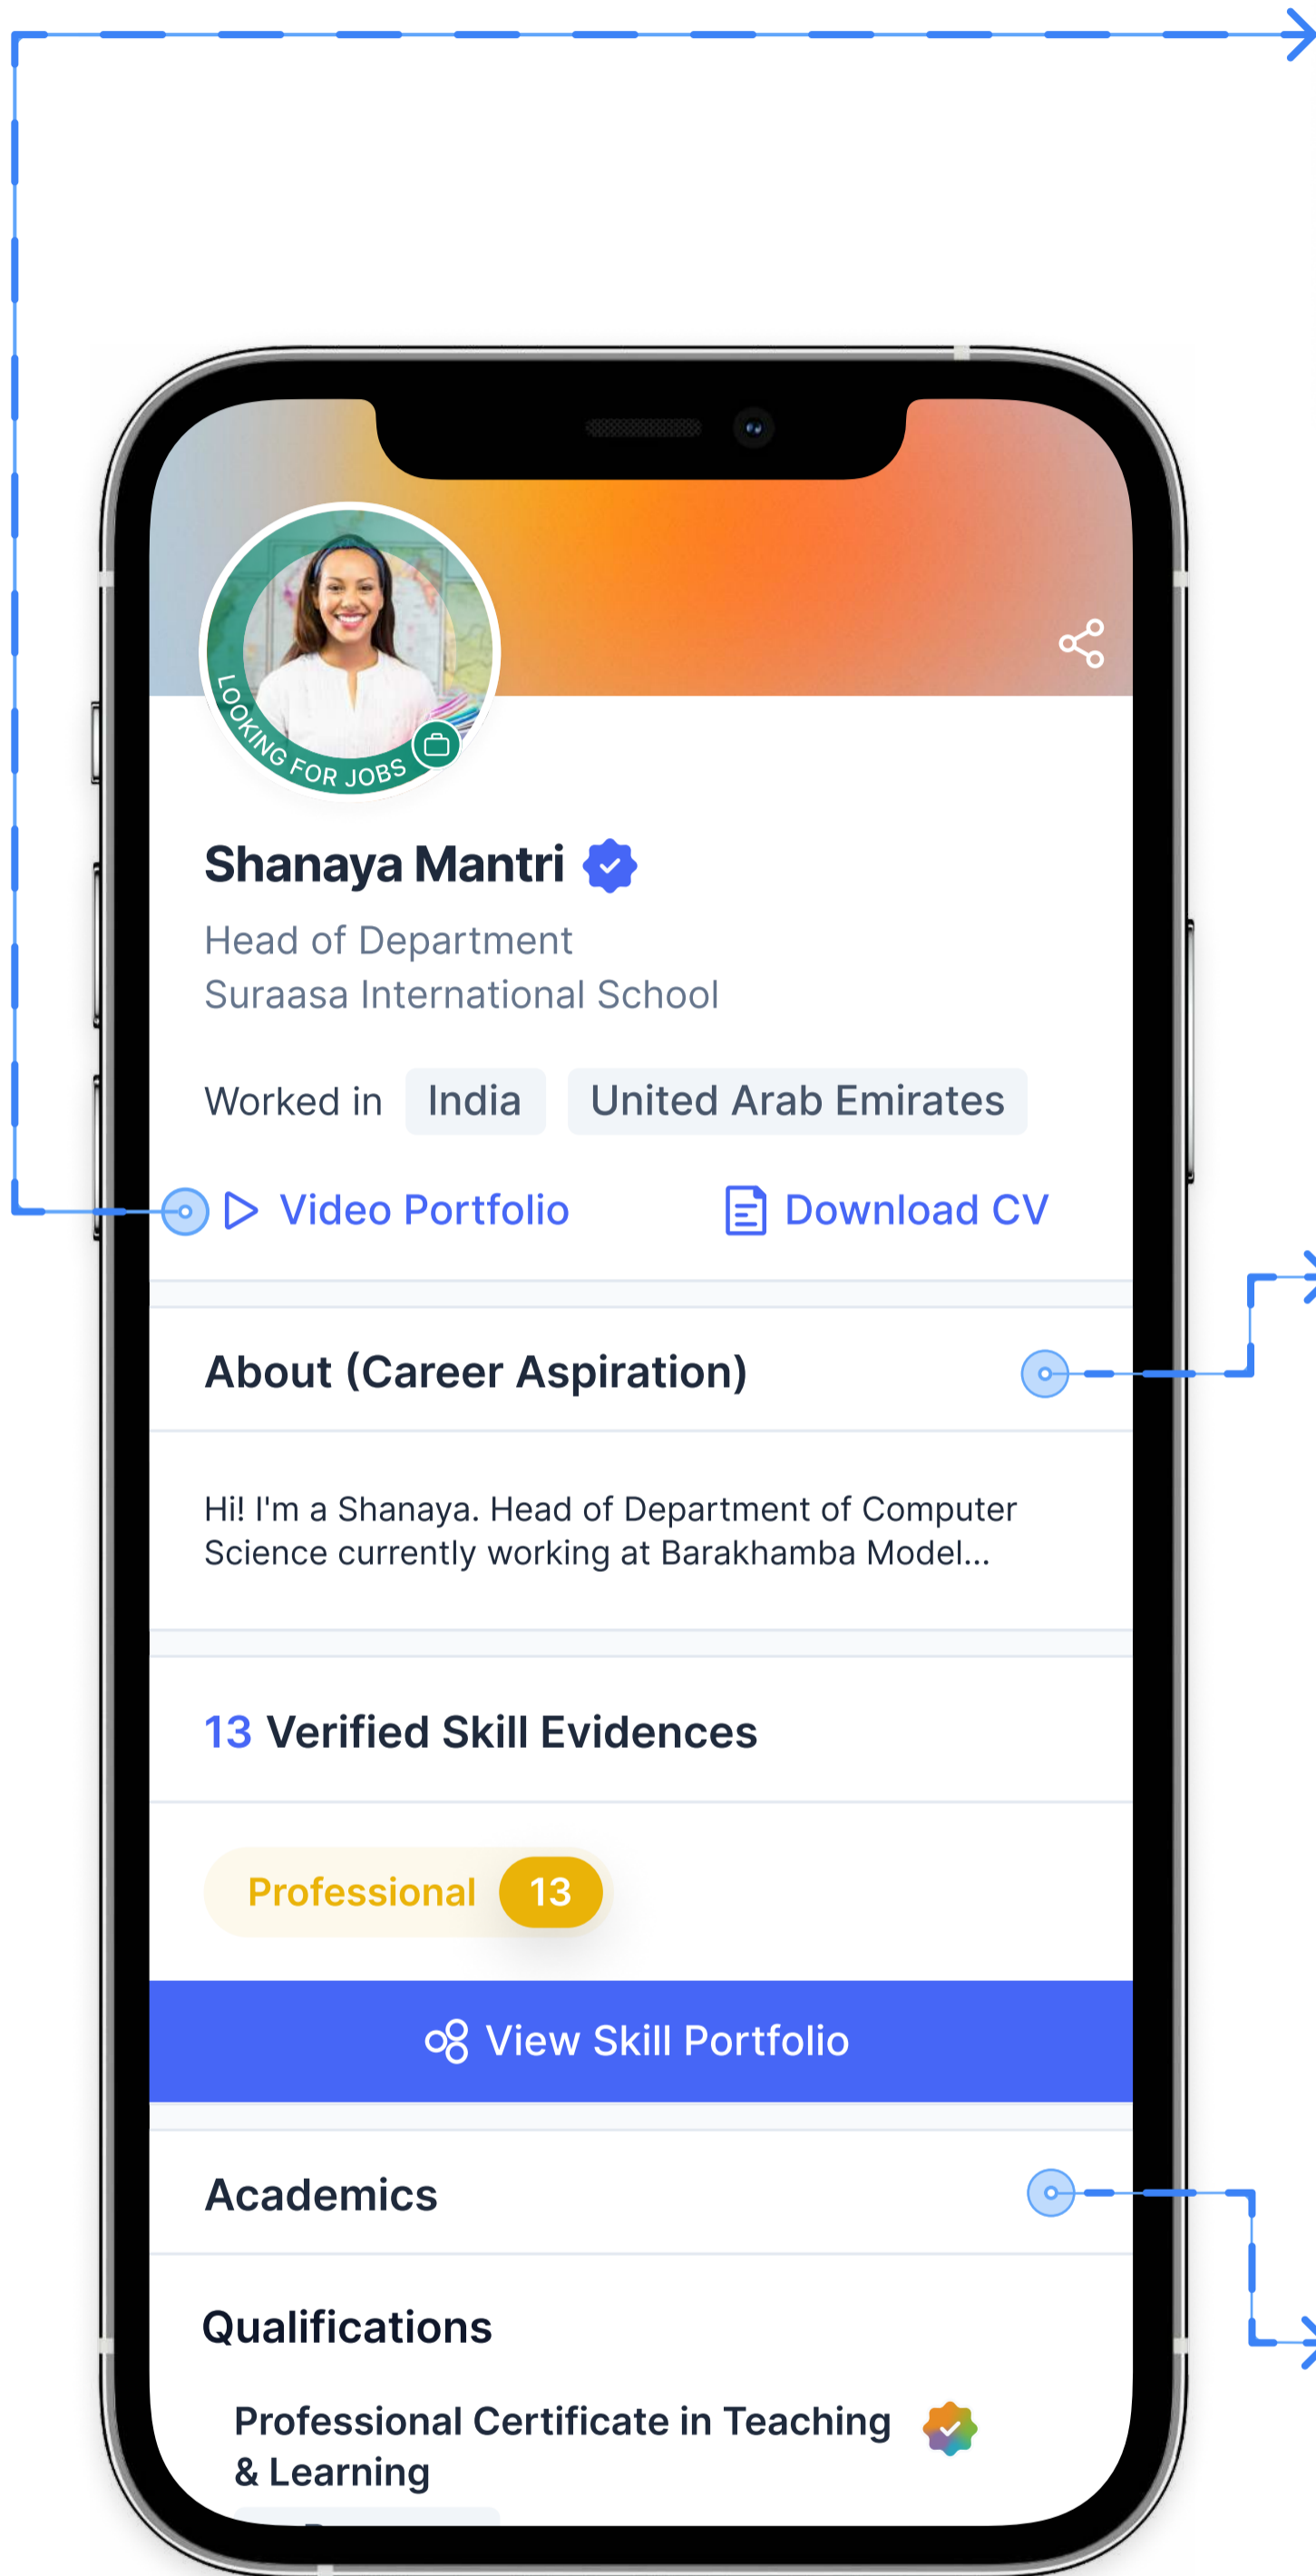 LOOKING FOR JOBS
Shanaya Mantri
Head of Department
Suraasa International School
Worked in India United Arab Emirates
Video Portfolio Download CV
About (Career Aspiration)
Hi! I'm a Shanaya. Head of Department of Computer
Science currently working at Barakhamba Model...
13 Verified Skill Evidences
Professional 13
View Skill Portfolio
Academics
Qualifications
Professional Certificate in Teaching
& Learning